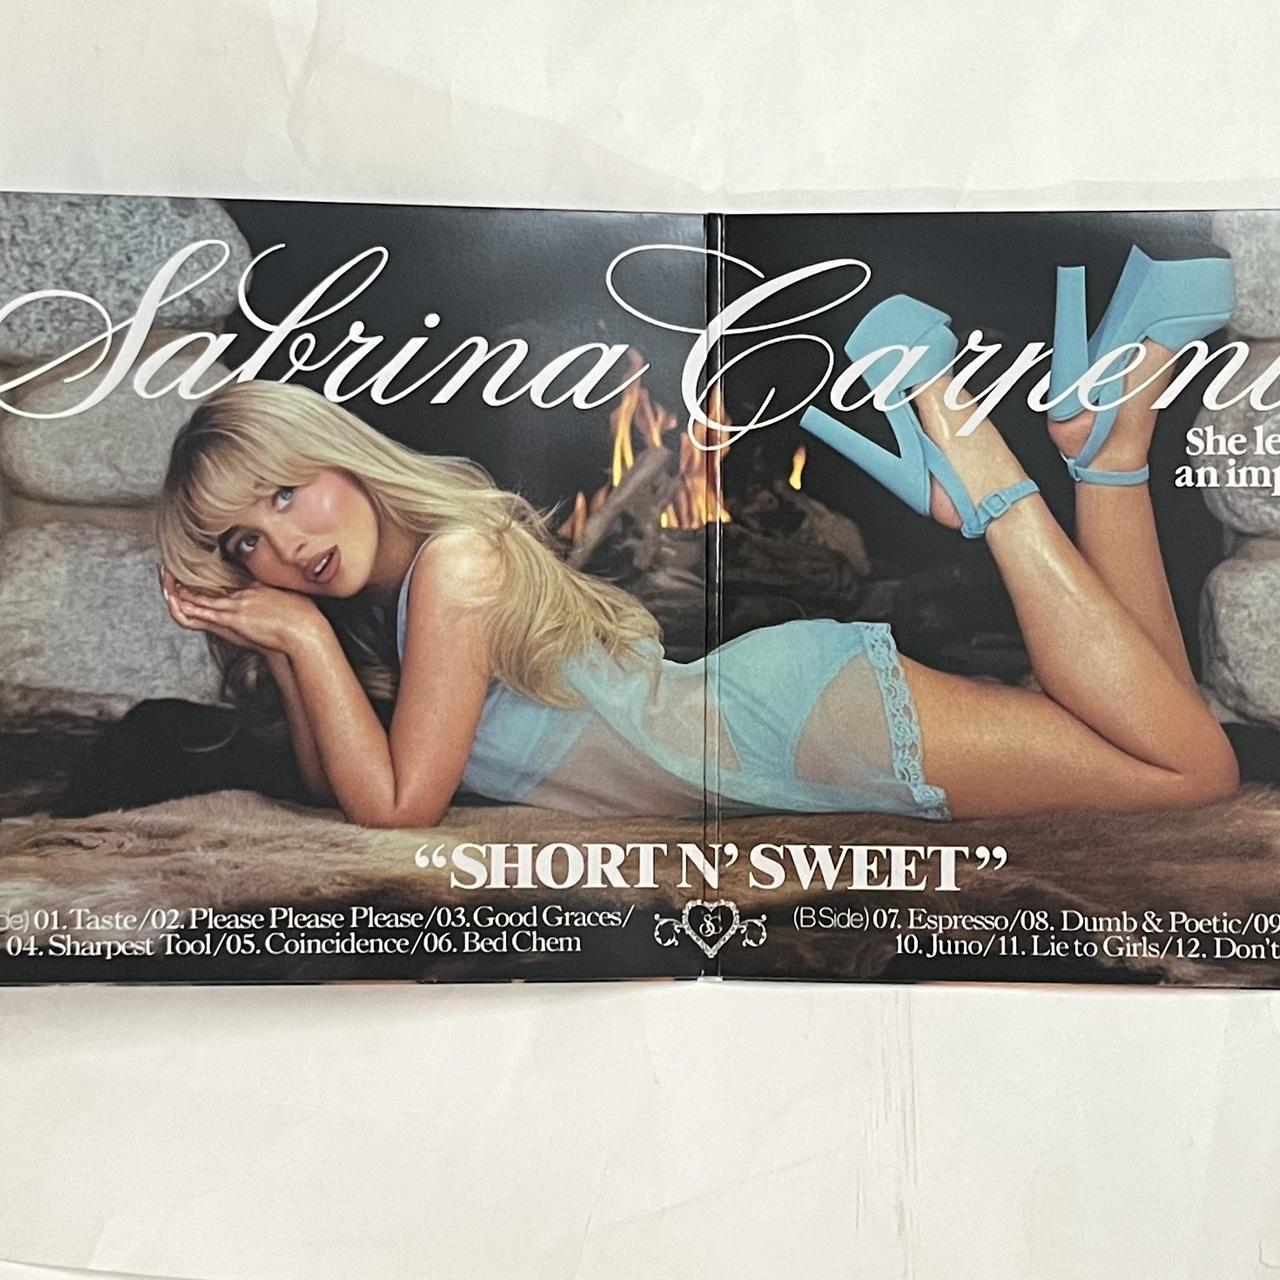 Sabrina Carpen
She le
an imp
“SHORT N’ SWEET”
de) 01. Taste/02. Please Please Please/03. Good Graces/
04. Sharpest Tool/05. Coincidence/06. Bed Chem
(B Side) 07. Espresso/08. Dumb & Poetic/09
10. Juno/11. Lie to Girls/12. Don't